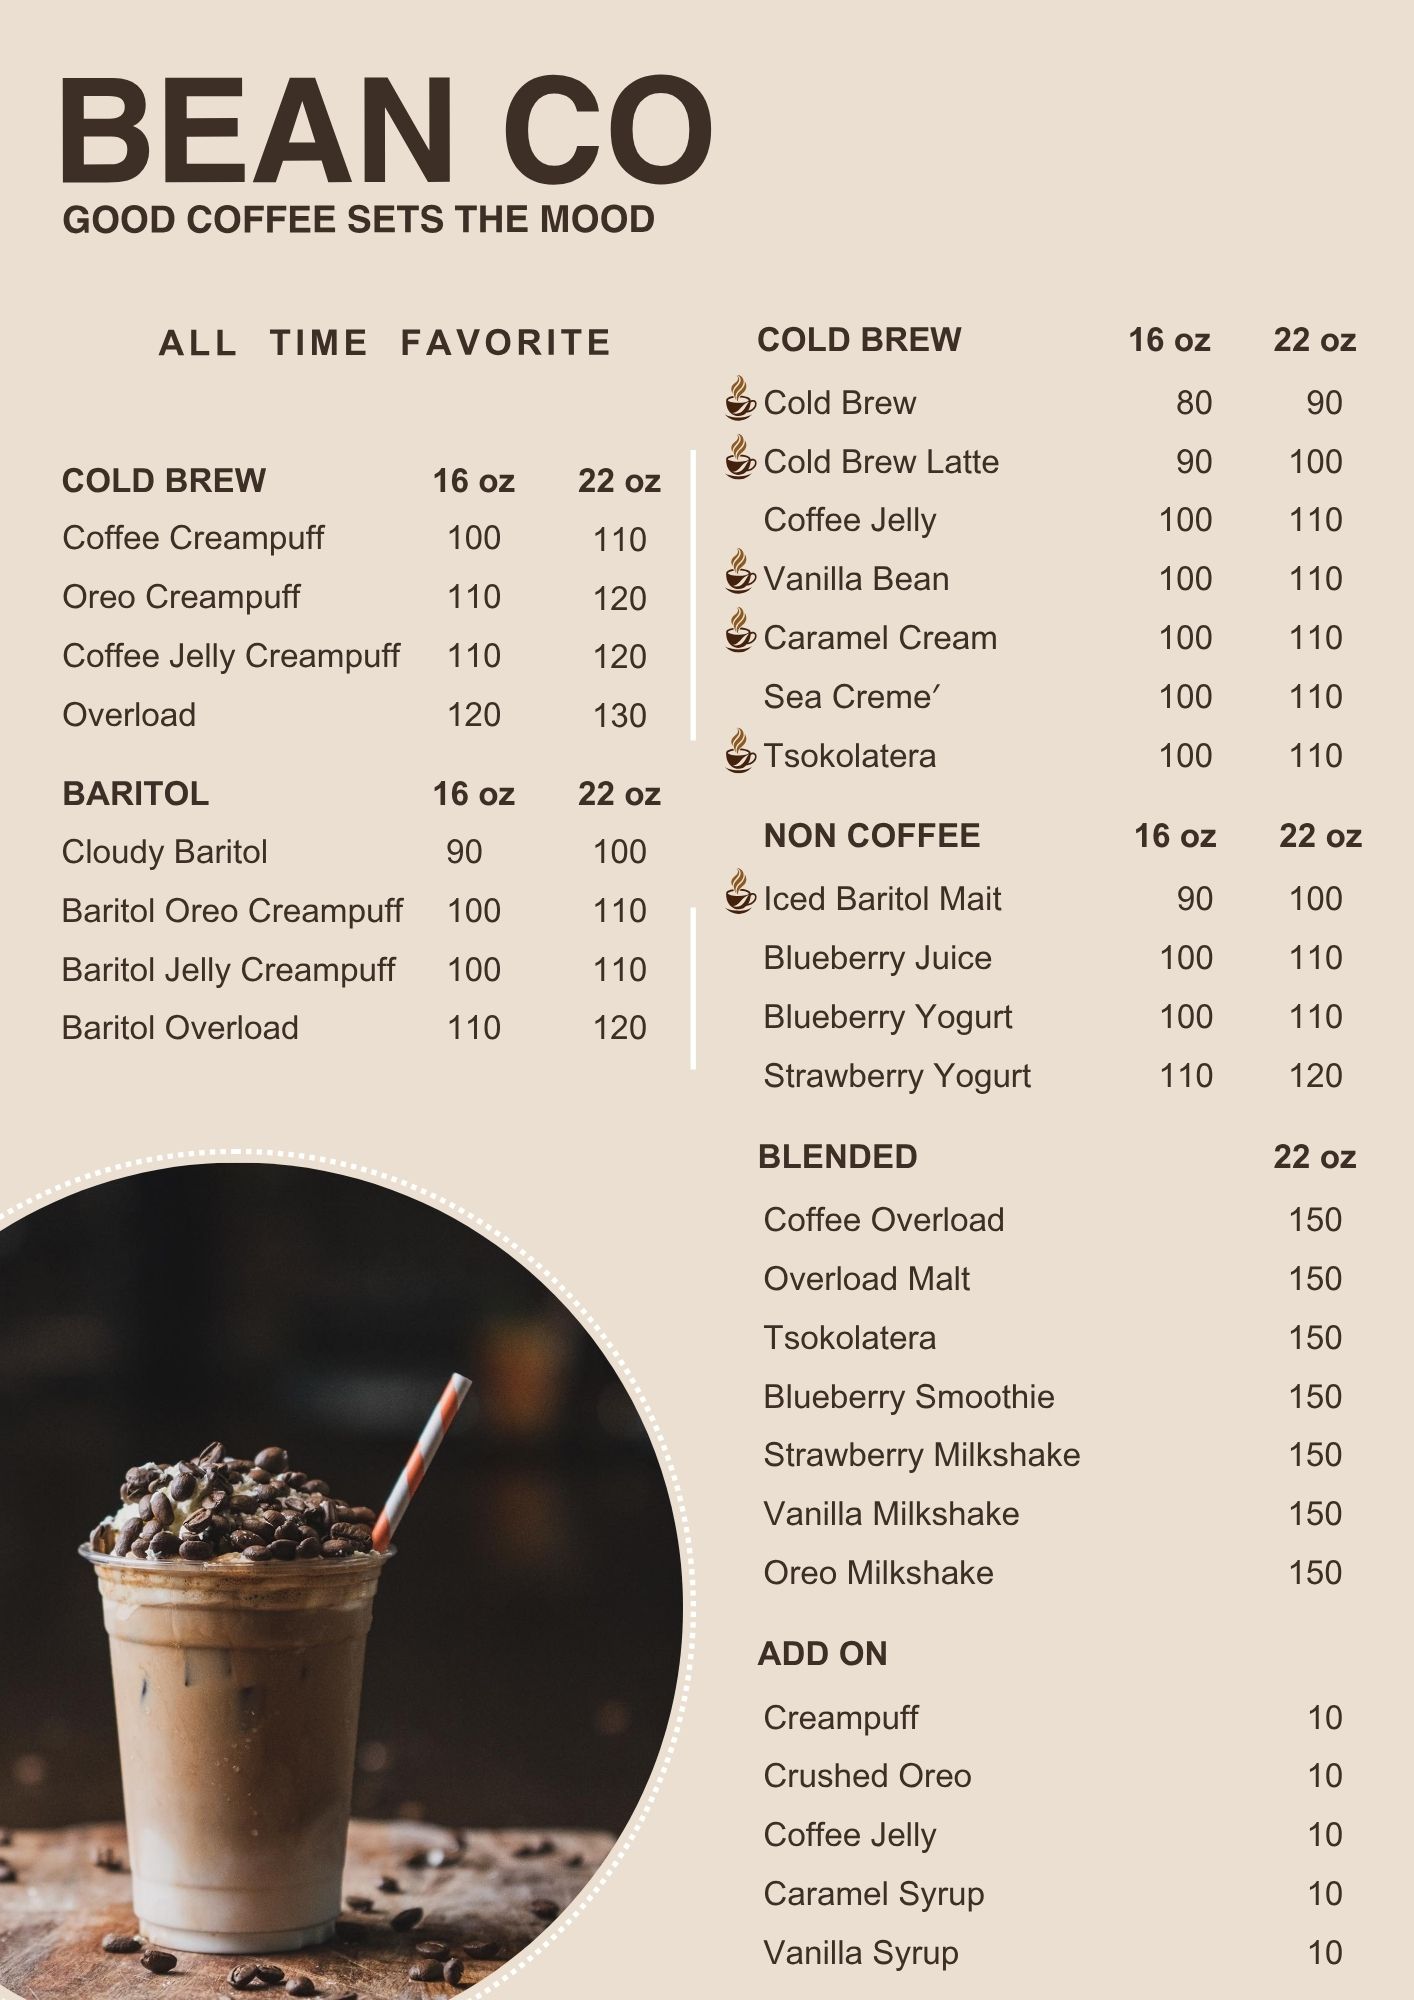 BEAN CO
GOOD COFFEE SETS THE MOOD
ALL TIME FAVORITE
COLD BREW 16 oz 22 oz
Coffee Creampuff 100 110
Oreo Creampuff 110 120
Coffee Jelly Creampuff 110 120
Overload 120 130
BARITOL 16 oz 22 oz
Cloudy Baritol 90 100
Baritol Oreo Creampuff 100 110
Baritol Jelly Creampuff 100 110
Baritol Overload 110 120
COLD BREW 16 oz 22 oz
Cold Brew 80 90
Cold Brew Latte 90 100
Coffee Jelly 100 110
Vanilla Bean 100 110
Caramel Cream 100 110
Sea Creme′ 100 110
Tsokolatera 100 110
NON COFFEE 16 oz 22 oz
Iced Baritol Mait 90 100
Blueberry Juice 100 110
Blueberry Yogurt 100 110
Strawberry Yogurt 110 120
BLENDED 22 oz
Coffee Overload 150
Overload Malt 150
Tsokolatera 150
Blueberry Smoothie 150
Strawberry Milkshake 150
Vanilla Milkshake 150
Oreo Milkshake 150
ADD ON
Creampuff 10
Crushed Oreo 10
Coffee Jelly 10
Caramel Syrup 10
Vanilla Syrup 10